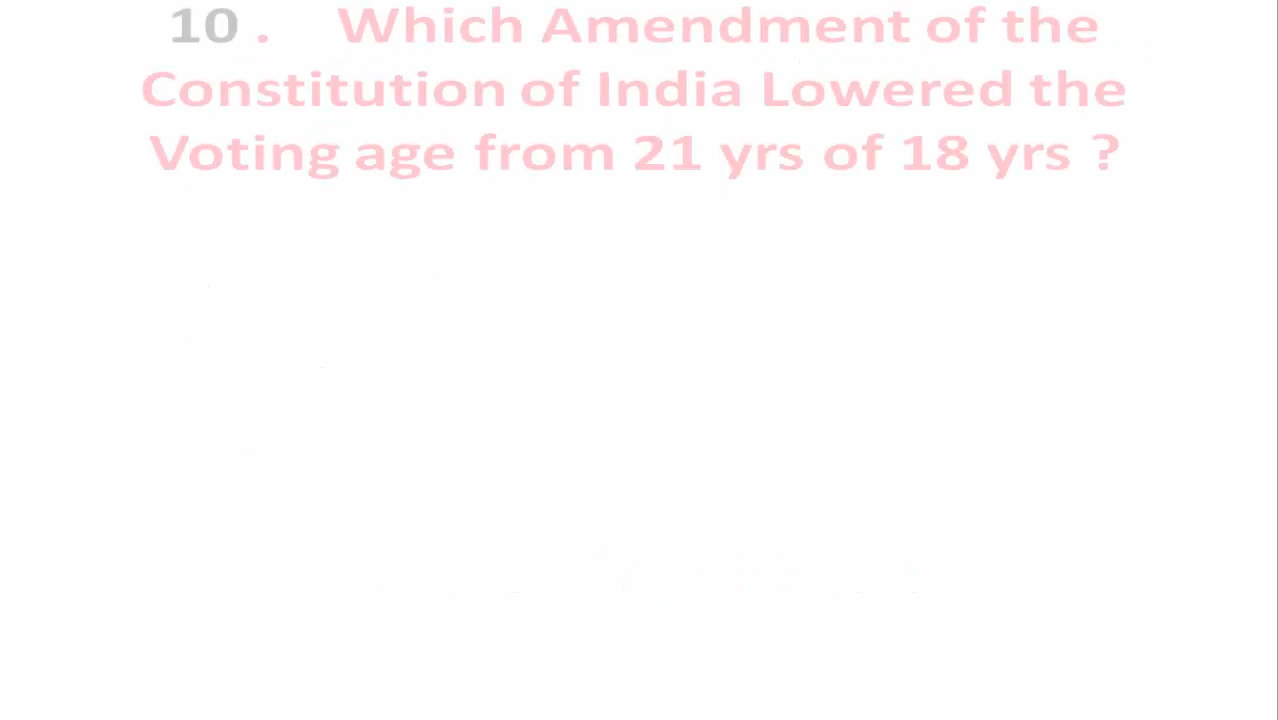 10 . Which Amendment of the
Constitution of India Lowered the
Voting age from 21 yrs of 18 yrs ?